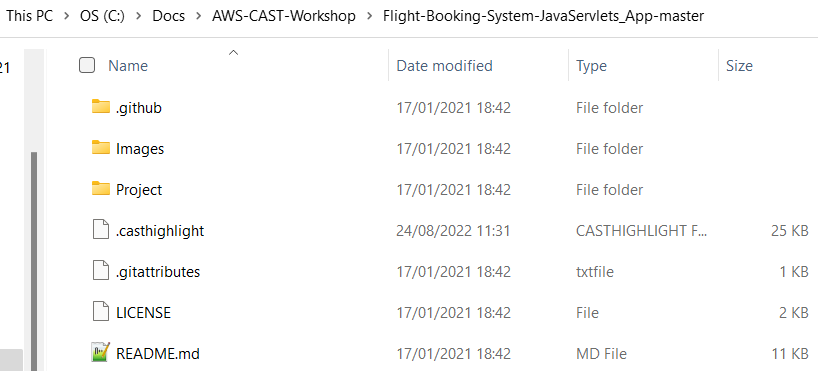 This PC > OS (C:) > Docs > AWS-CAST-Workshop > Flight-Booking-System-JavaServlets_App-master
21
Name Date modified Type Size
.github 17/01/2021 18:42 File folder
Images 17/01/2021 18:42 File folder
Project 17/01/2021 18:42 File folder
.casthighlight 24/08/2022 11:31 CASTHIGHLIGHT F... 25 KB
.gitattributes 17/01/2021 18:42 txtfile 1 KB
LICENSE 17/01/2021 18:42 File 2 KB
README.md 17/01/2021 18:42 MD File 11 KB